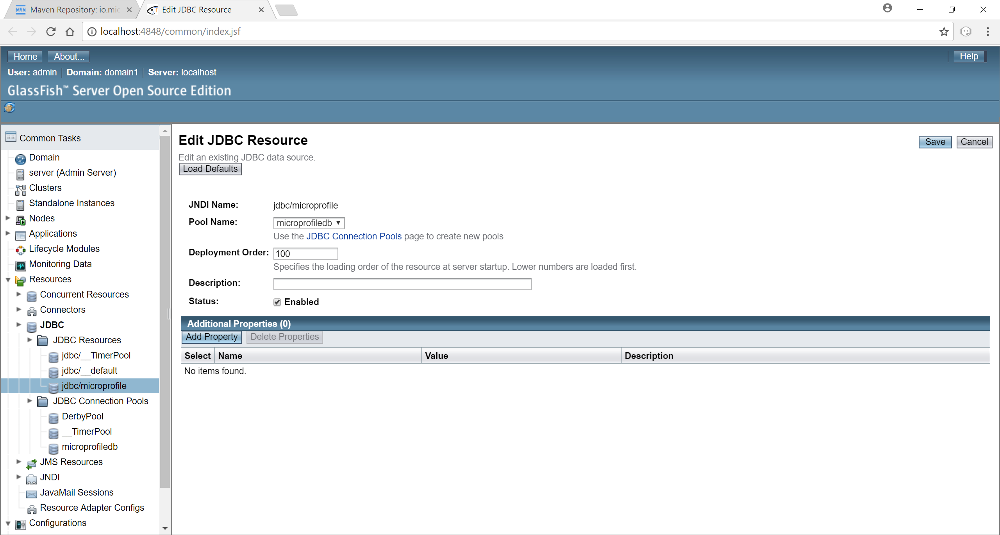 Maven Repository: io.mic
Edit JDBC Resource
localhost:4848/common/index.jsf
Home About... Help
User: admin Domain: domain1 Server: localhost
GlassFish™ Server Open Source Edition
Common Tasks
Domain
server (Admin Server)
Clusters
Standalone Instances
Nodes
Applications
Lifecycle Modules
Monitoring Data
Resources
Concurrent Resources
Connectors
JDBC
JDBC Resources
jdbc/__TimerPool
jdbc/__default
jdbc/microprofile
JDBC Connection Pools
DerbyPool
__TimerPool
microprofiledb
JMS Resources
JNDI
JavaMail Sessions
Resource Adapter Configs
Configurations
Edit JDBC Resource
Save Cancel
Edit an existing JDBC data source.
Load Defaults
JNDI Name: jdbc/microprofile
Pool Name: microprofiledb
Use the JDBC Connection Pools page to create new pools
Deployment Order: 100
Specifies the loading order of the resource at server startup. Lower numbers are loaded first.
Description:
Status: Enabled
Additional Properties (0)
Add Property Delete Properties
Select Name Value Description
No items found.